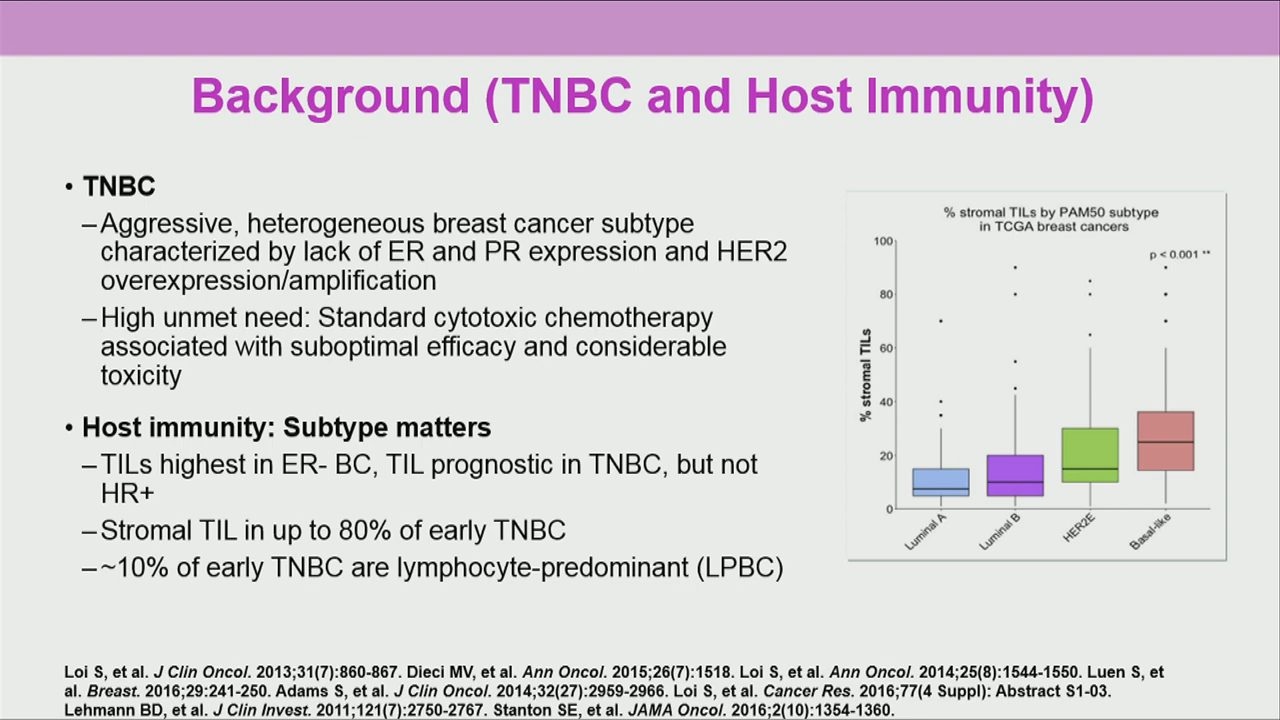 Background (TNBC and Host Immunity)
• TNBC
–Aggressive, heterogeneous breast cancer subtype
characterized by lack of ER and PR expression and HER2
overexpression/amplification
–High unmet need: Standard cytotoxic chemotherapy
associated with suboptimal efficacy and considerable
toxicity
• Host immunity: Subtype matters
–TILs highest in ER- BC, TIL prognostic in TNBC, but not
HR+
–Stromal TIL in up to 80% of early TNBC
–~10% of early TNBC are lymphocyte-predominant (LPBC)
% stromal TILs by PAM50 subtype
in TCGA breast cancers
p < 0.001 **
% stromal TILs
100
80
60
40
20
0
Luminal A
Luminal B
HER2E
Basal-like
Loi S, et al. J Clin Oncol. 2013;31(7):860-867. Dieci MV, et al. Ann Oncol. 2015;26(7):1518. Loi S, et al. Ann Oncol. 2014;25(8):1544-1550. Luen S, et
al. Breast. 2016;29:241-250. Adams S, et al. J Clin Oncol. 2014;32(27):2959-2966. Loi S, et al. Cancer Res. 2016;77(4 Suppl): Abstract S1-03.
Lehmann BD, et al. J Clin Invest. 2011;121(7):2750-2767. Stanton SE, et al. JAMA Oncol. 2016;2(10):1354-1360.